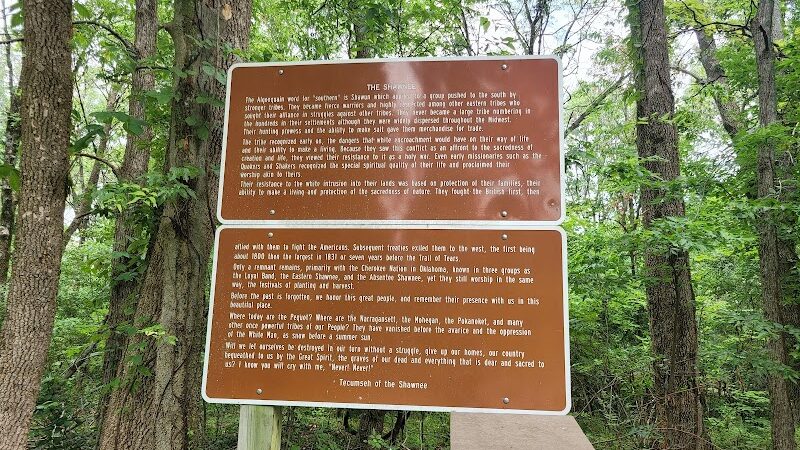 THE SHAWNEE
The Algonquain word for "southern" is Shawun which applied to a group pushed to the south by
stronger tribes. They became fierce warriors and highly respected among other eastern tribes who
sought their alliance in struggles against other tribes. They never became a large tribe numbering in
the hundreds in their settlements although they were widely dispersed throughout the Midwest.
Their hunting prowess and the ability to make salt gave them merchandise for trade.
The tribe recognized early on, the dangers that white encroachment would have on their way of life
and their ability to make a living. Because they saw this conflict as an affront to the sacredness of
creation and life, they viewed their resistance to it as a holy war. Even early missionaries such as the
Quakers and Shakers recognized the special spiritual quality of their life and proclaimed their
worship akin to theirs.
Their resistance to the white intrusion into their lands was based on protection of their families, their
ability to make a living and protection of the sacredness of nature. They fought the British first, then
allied with them to fight the Americans. Subsequent treaties exiled them to the west, the first being
about 1800 then the largest in 1831 or seven years before the Trail of Tears.
Only a remnant remains, primarily with the Cherokee Nation in Oklahoma, known in three groups as
the Loyal Band, the Eastern Shawnee, and the Absentee Shawnee, yet they still worship in the same
way, the festivals of planting and harvest.
Before the past is forgotten, we honor this great people, and remember their presence with us in this
beautiful place.
Where today are the Pequot? Where are the Narragansett, the Mohegan, the Pokanoket, and many
other once powerful tribes of our People? They have vanished before the avarice and the oppression
of the White Man, as snow before a summer sun.
Will we let ourselves be destroyed in our turn without a struggle, give up our homes, our country
bequeathed to us by the Great Spirit, the graves of our dead and everything that is dear and sacred to
us? I know you will cry with me, "Never! Never!"
Tecumseh of the Shawnee